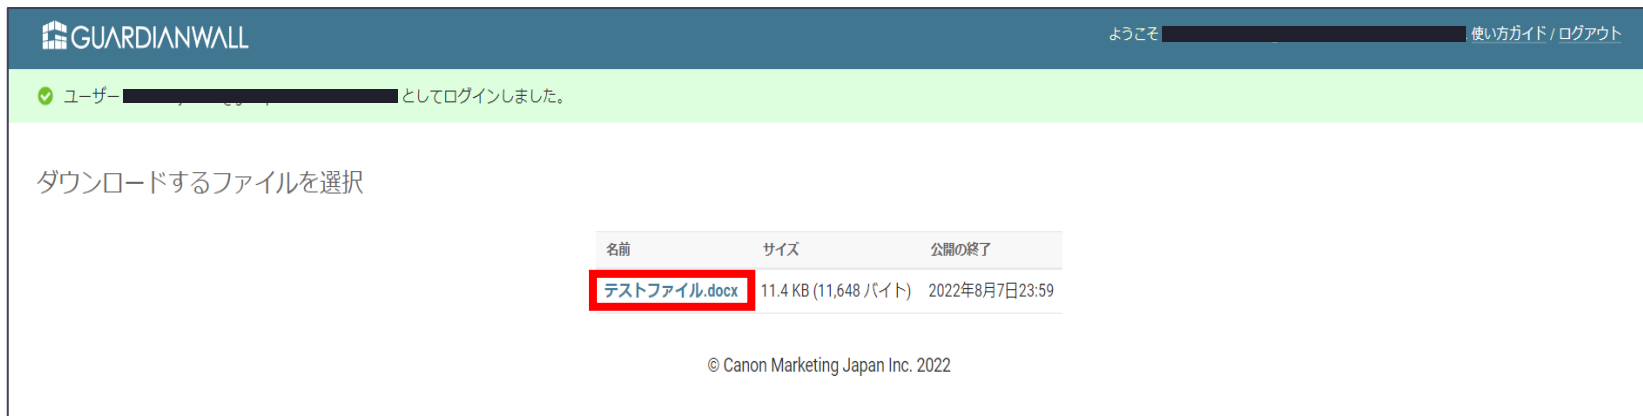 GUARDIANWALL
ようこそ 使い方ガイド / ログアウト
ユーザー としてログインしました。
ダウンロードするファイルを選択
名前 サイズ 公開の終了
テストファイル.docx 11.4 KB (11,648 バイト) 2022年8月7日23:59
© Canon Marketing Japan Inc. 2022